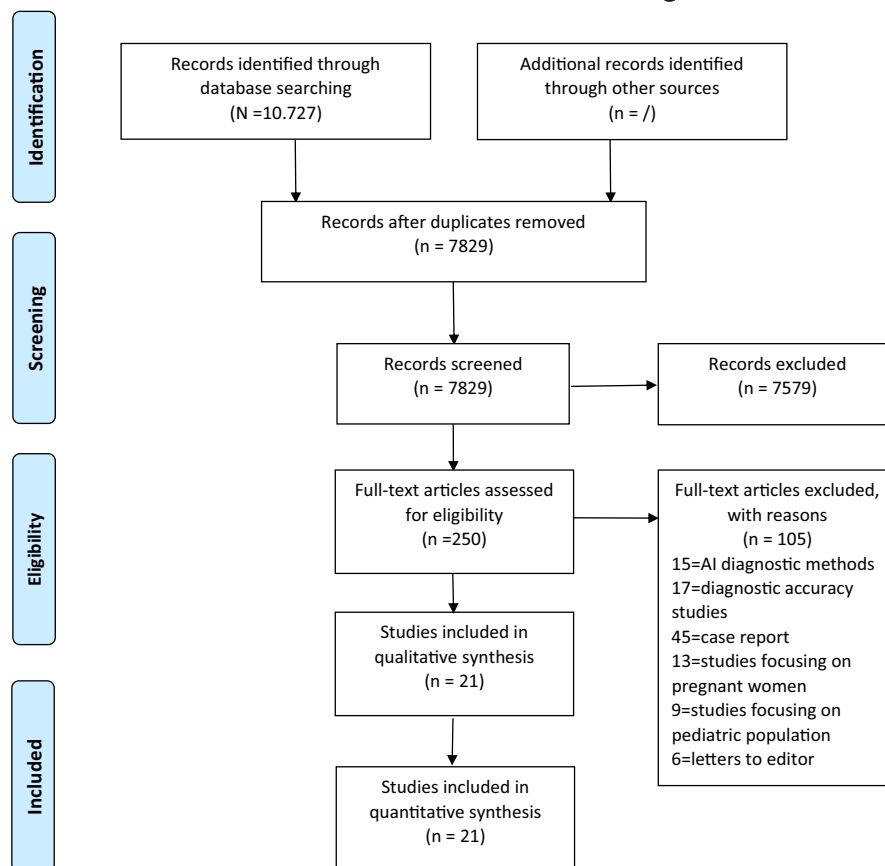 Identification
Records identified through
database searching
(N =10.727)
Additional records identified
through other sources
(n = /)
Records after duplicates removed
(n = 7829)
Screening
Records screened
(n = 7829)
Records excluded
(n = 7579)
Eligibility
Full-text articles assessed
for eligibility
(n =250)
Full-text articles excluded,
with reasons
(n = 105)
15=AI diagnostic methods
17=diagnostic accuracy
studies
45=case report
13=studies focusing on
pregnant women
9=studies focusing on
pediatric population
6=letters to editor
Studies included in
qualitative synthesis
(n = 21)
Included
Studies included in
quantitative synthesis
(n = 21)